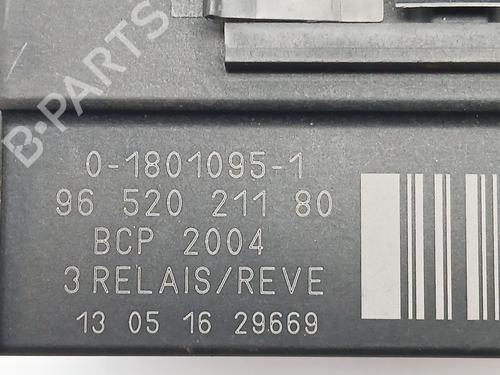 B-PARTS
0-1801095-1
96 520 211 80
BCP 2004
3 RELAIS/REVE
13 05 16 29669